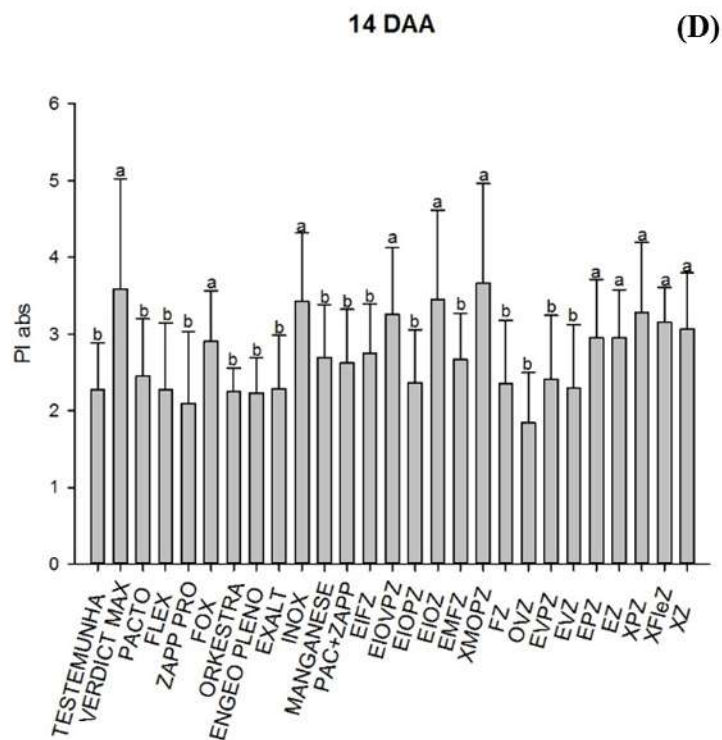 14 DAA (D)
PI abs
6
5
4
3
2
1
0
b a b b b a b b b a b b b a b a b a b b b b a a a a a
TESTEMUNHA
VERDICT MAX
PACTO
FLEX
ZAPP PRO
FOX
ORKESTRA
ENGEO PLENO
EXALT
INOX
MANGANESE
PAC+ZAPP
EIFZ
EIOVPZ
EIOPZ
EIOZ
EMFZ
XMOPZ
FZ
OVZ
EVPZ
EVZ
EPZ
EZ
XPZ
XFleZ
XZ